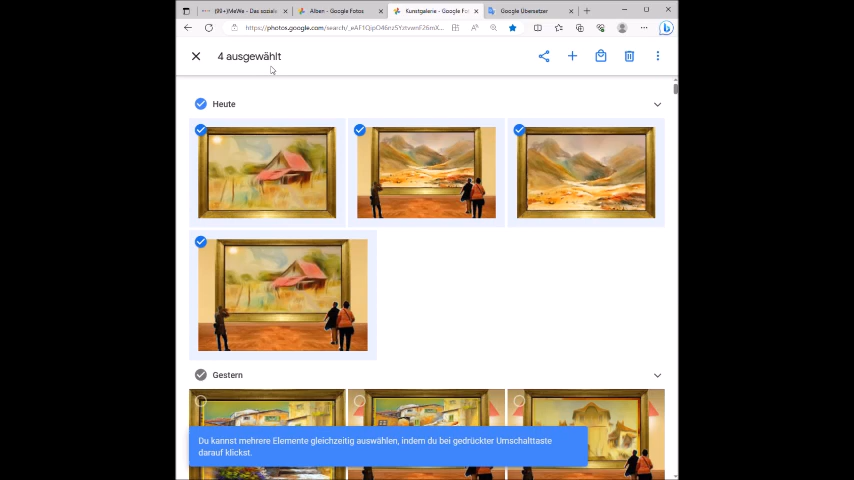 (99+) MeWe - Das sozial
Alben - Google Fotos
Kunstgalerie - Google Fo
Google Übersetzer
https://photos.google.com/search/
4 ausgewählt
Heute
Gestern
Du kannst mehrere Elemente gleichzeitig auswählen, indem du bei gedrückter Umschalttaste
darauf klickst.